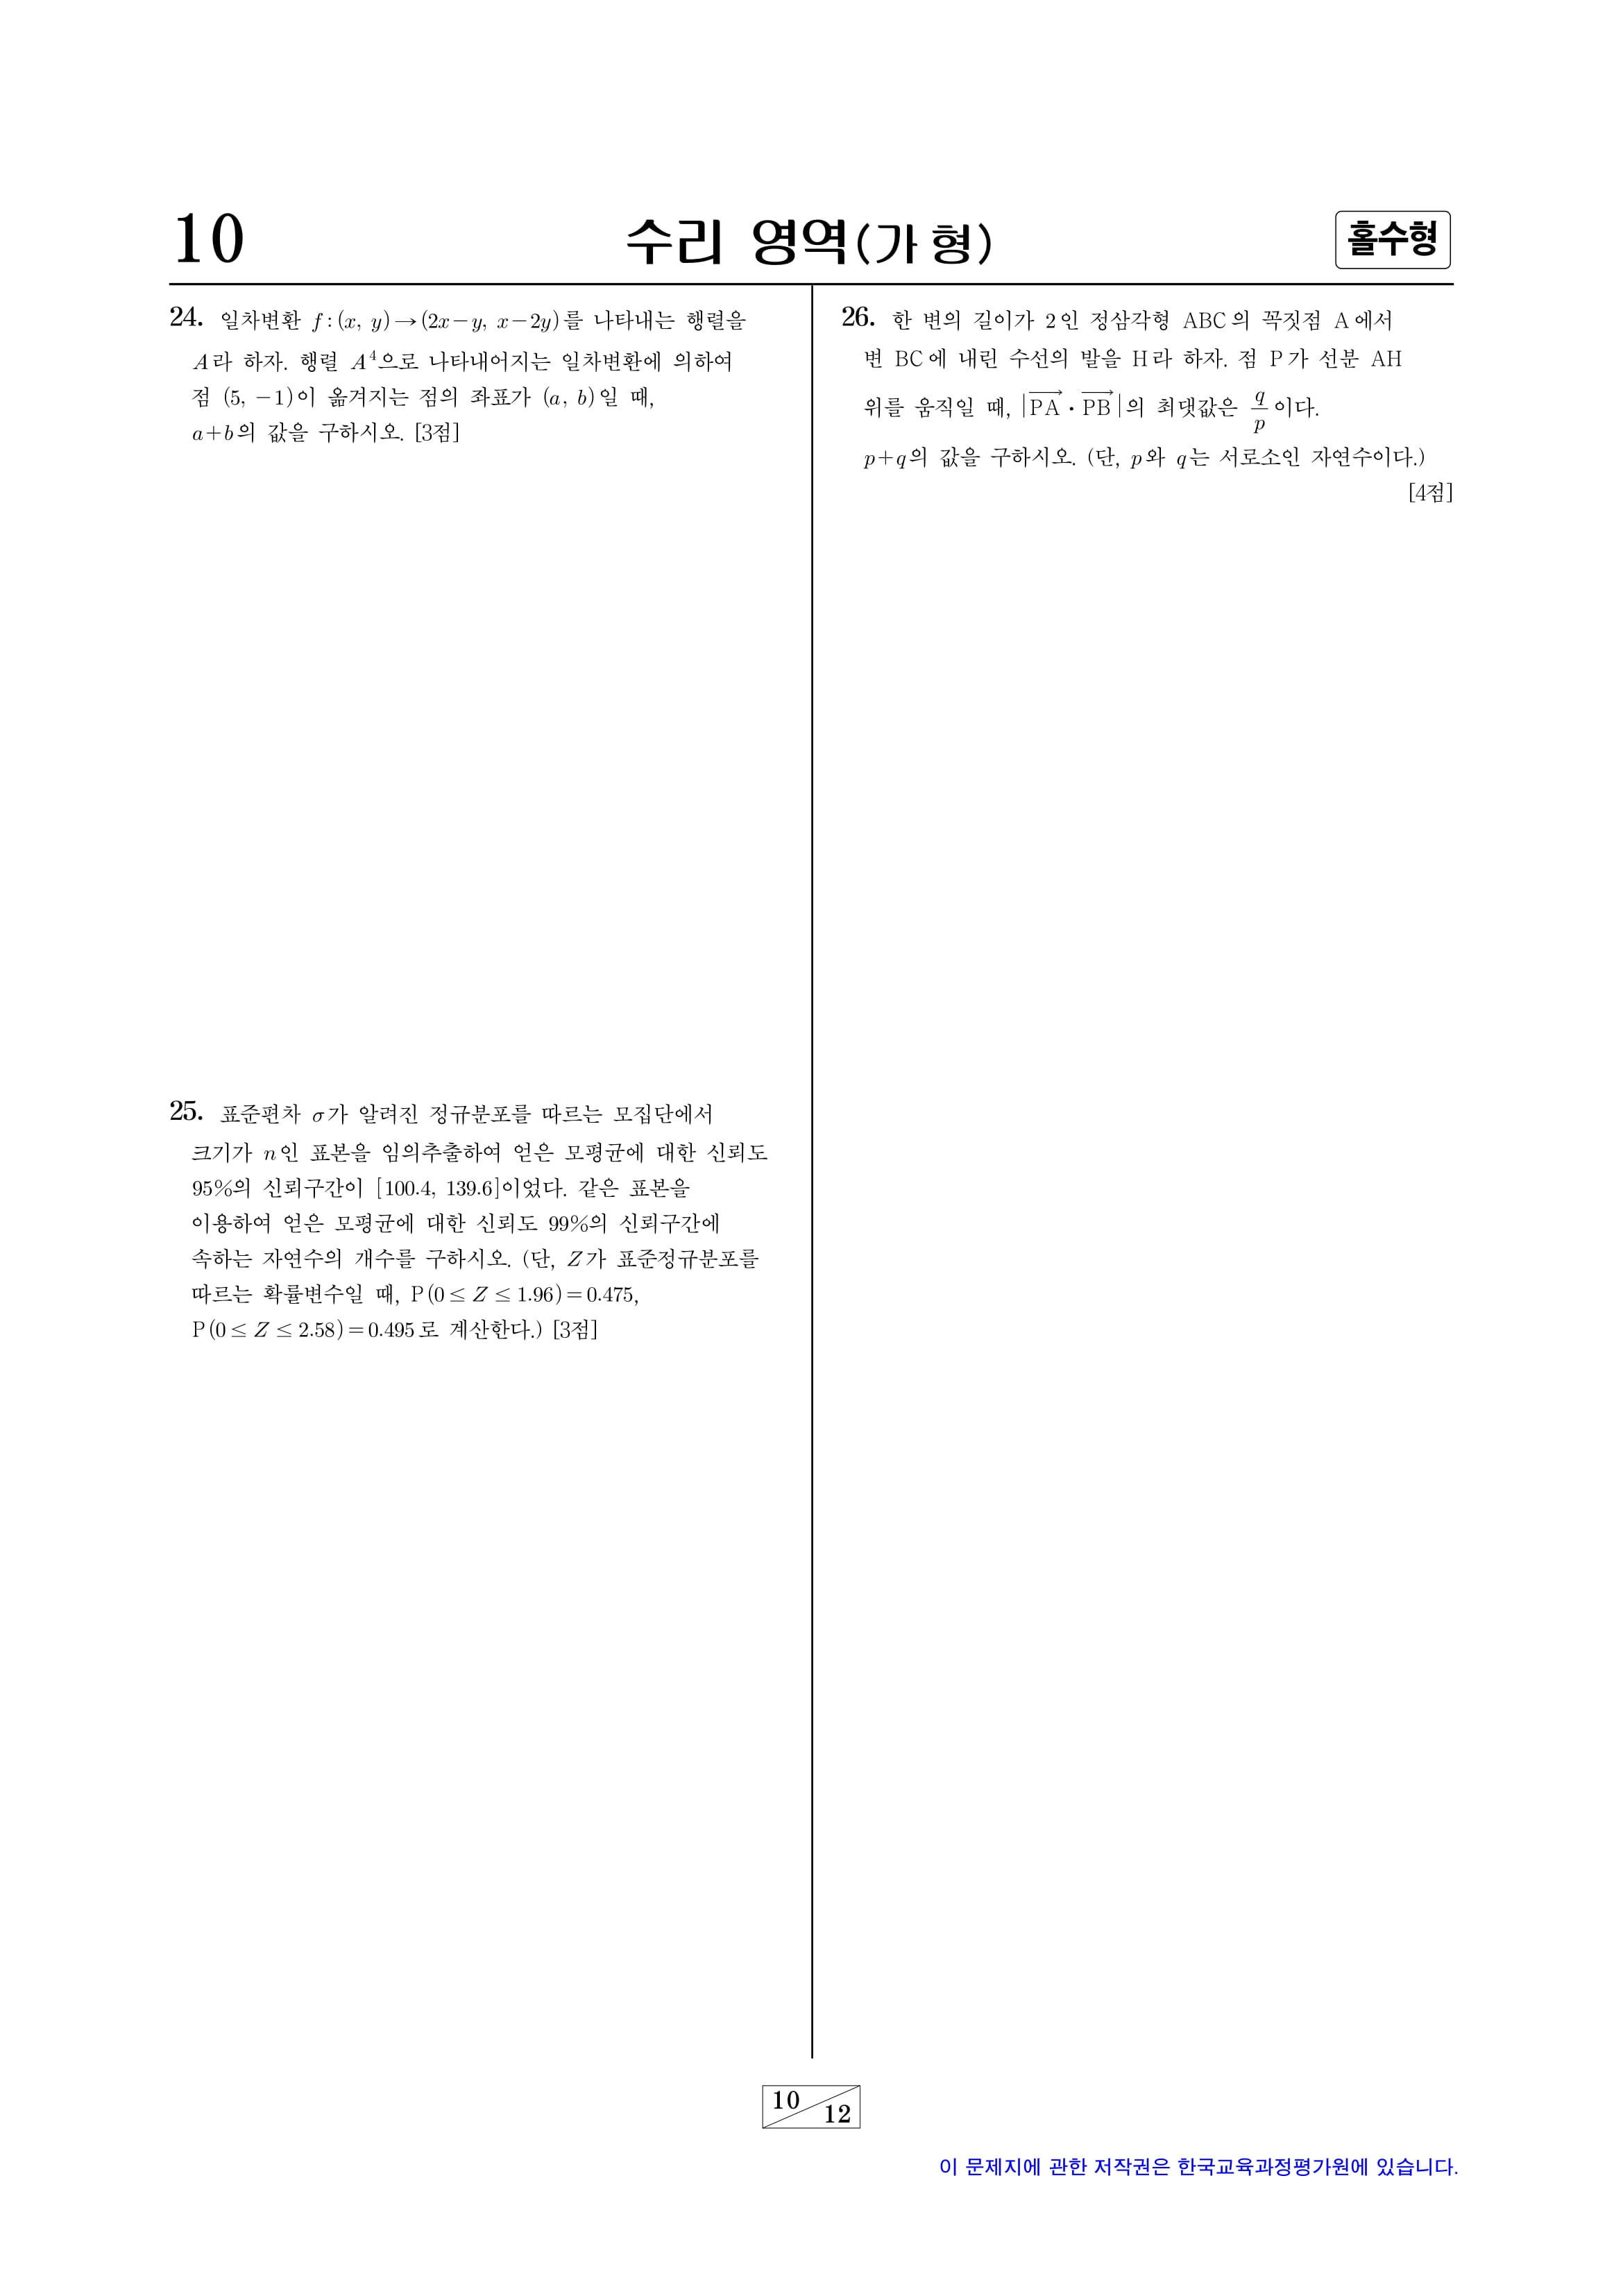 10
수리 영역(가 형)
홀수형
24. 일차변환 f : (x, y)→(2x−y, x−2y)를 나타내는 행렬을
A라 하자. 행렬 A⁴으로 나타내어지는 일차변환에 의하여
점 (5, −1)이 옮겨지는 점의 좌표가 (a, b)일 때,
a+b의 값을 구하시오. [3점]
25. 표준편차 σ가 알려진 정규분포를 따르는 모집단에서
크기가 n인 표본을 임의추출하여 얻은 모평균에 대한 신뢰도
95%의 신뢰구간이 [100.4, 139.6]이었다. 같은 표본을
이용하여 얻은 모평균에 대한 신뢰도 99%의 신뢰구간에
속하는 자연수의 개수를 구하시오. (단, Z가 표준정규분포를
따르는 확률변수일 때, P(0 ≤ Z ≤ 1.96)=0.475,
P(0 ≤ Z ≤ 2.58)=0.495로 계산한다.) [3점]
26. 한 변의 길이가 2인 정삼각형 ABC의 꼭짓점 A에서
변 BC에 내린 수선의 발을 H라 하자. 점 P가 선분 AH
위를 움직일 때, |PA⃗ · PB⃗|의 최댓값은 q/p이다.
p+q의 값을 구하시오. (단, p와 q는 서로소인 자연수이다.)
[4점]
10
12
이 문제지에 관한 저작권은 한국교육과정평가원에 있습니다.